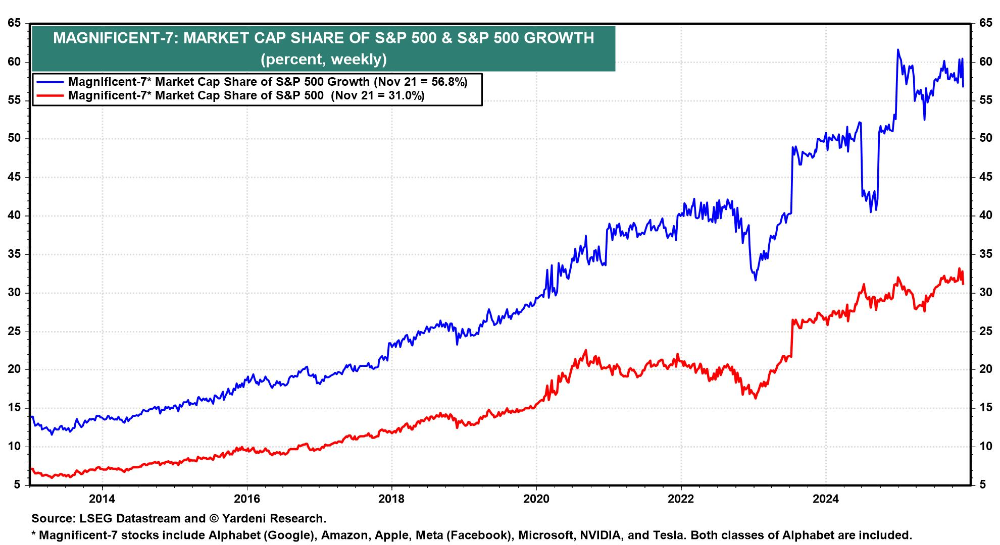 MAGNIFICENT-7: MARKET CAP SHARE OF S&P 500 & S&P 500 GROWTH
(percent, weekly)
Magnificent-7* Market Cap Share of S&P 500 Growth (Nov 21 = 56.8%)
Magnificent-7* Market Cap Share of S&P 500 (Nov 21 = 31.0%)
65 65
60 60
55 55
50 50
45 45
40 40
35 35
30 30
25 25
20 20
15 15
10 10
5 5
2014 2016 2018 2020 2022 2024
Source: LSEG Datastream and © Yardeni Research.
* Magnificent-7 stocks include Alphabet (Google), Amazon, Apple, Meta (Facebook), Microsoft, NVIDIA, and Tesla. Both classes of Alphabet are included.